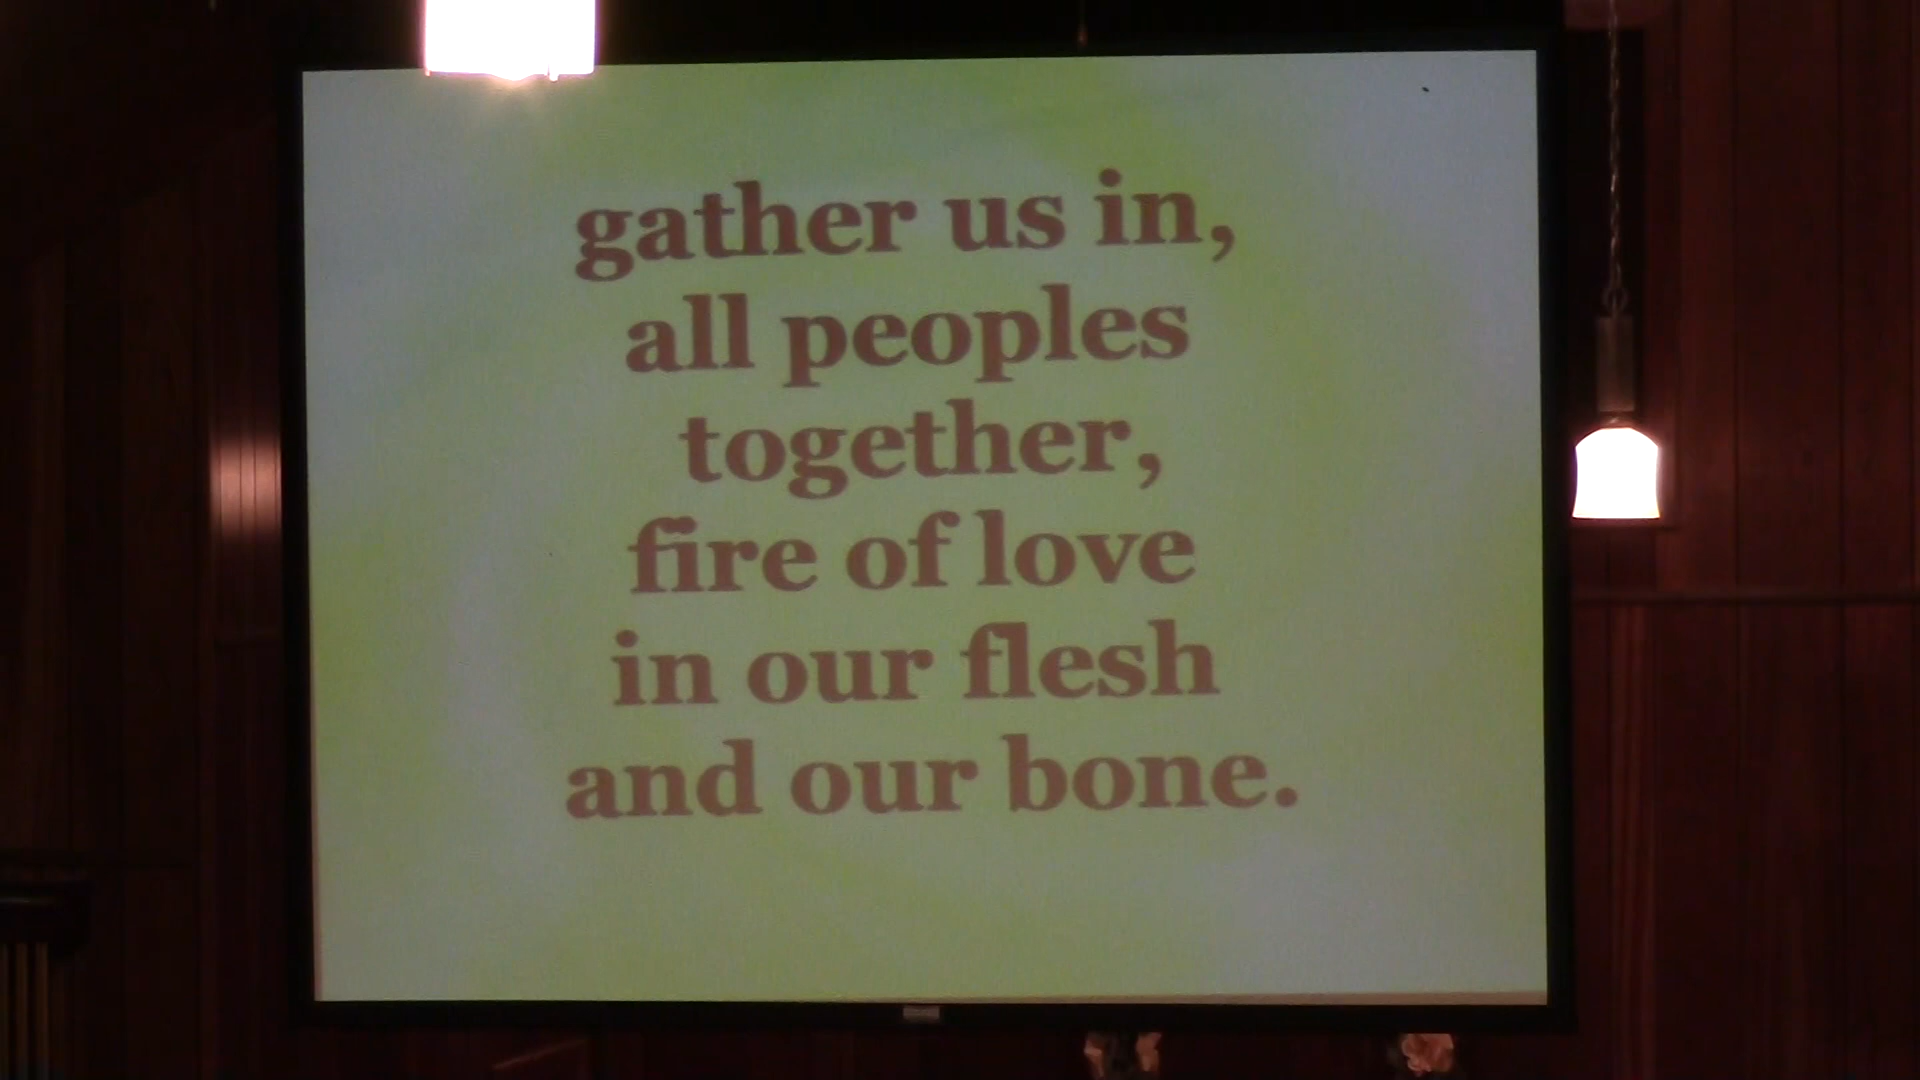 gather us in,
all peoples
together,
fire of love
in our flesh
and our bone.